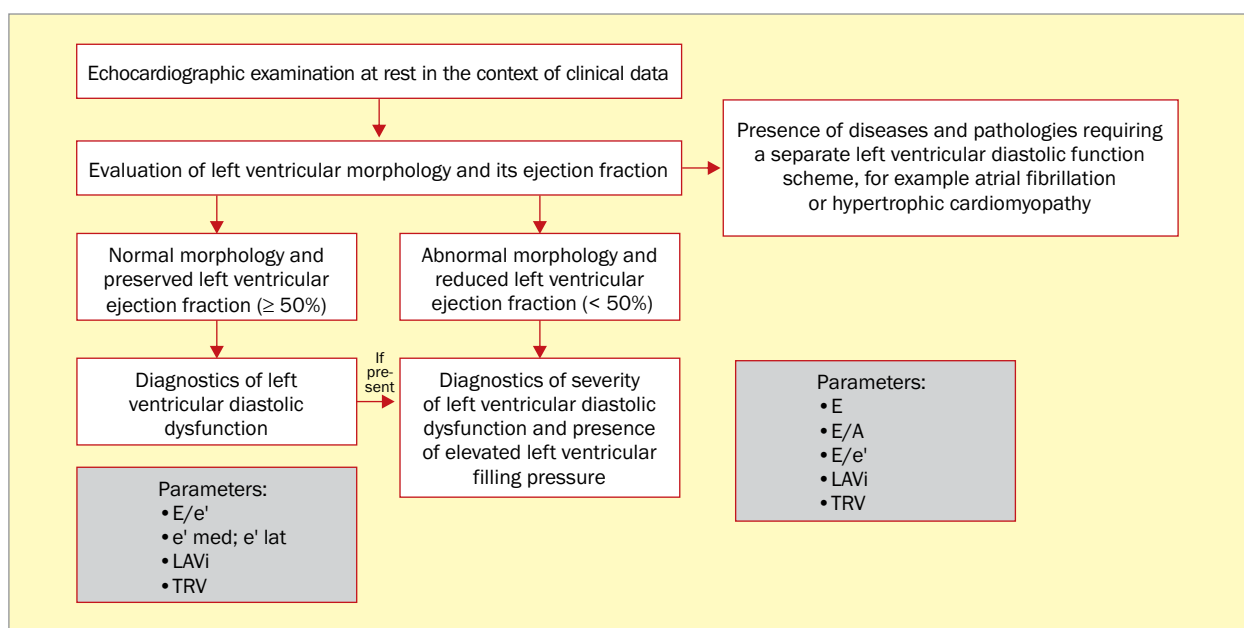 Echocardiographic examination at rest in the context of clinical data
Evaluation of left ventricular morphology and its ejection fraction
Presence of diseases and pathologies requiring
a separate left ventricular diastolic function
scheme, for example atrial fibrillation
or hypertrophic cardiomyopathy
Normal morphology and
preserved left ventricular
ejection fraction (≥ 50%)
Abnormal morphology and
reduced left ventricular
ejection fraction (< 50%)
Diagnostics of left
ventricular diastolic
dysfunction
If
pre-
sent
Diagnostics of severity
of left ventricular diastolic
dysfunction and presence
of elevated left ventricular
filling pressure
Parameters:
• E/e'
• e' med; e' lat
• LAVi
• TRV
Parameters:
• E
• E/A
• E/e'
• LAVi
• TRV